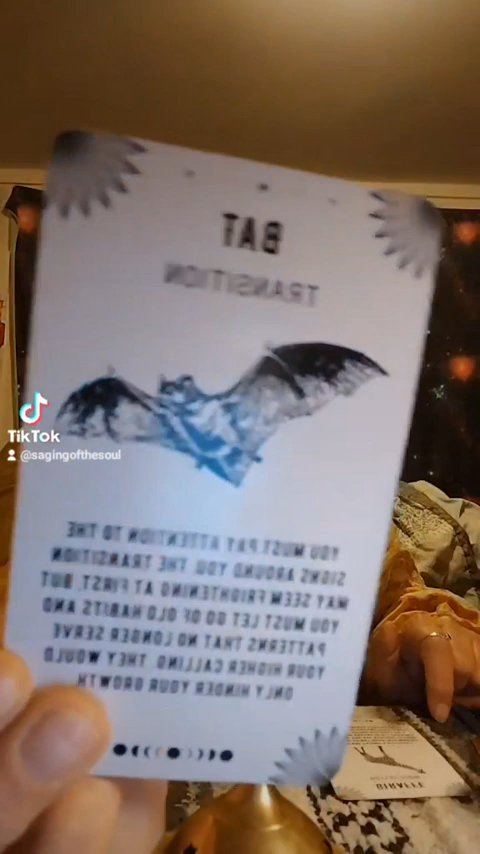 BAT
TRANSITION
YOU MUST PAY ATTENTION TO THE
SIGNS AROUND YOU. THE TRANSITION
MAY SEEM FRIGHTENING AT FIRST, BUT
YOU MUST LET GO OF OLD HABITS AND
PATTERNS THAT NO LONGER SERVE
YOUR HIGHER CALLING. THEY WOULD
ONLY HINDER YOUR GROWTH
TikTok
@sagingofthesoul
GIRAFFE